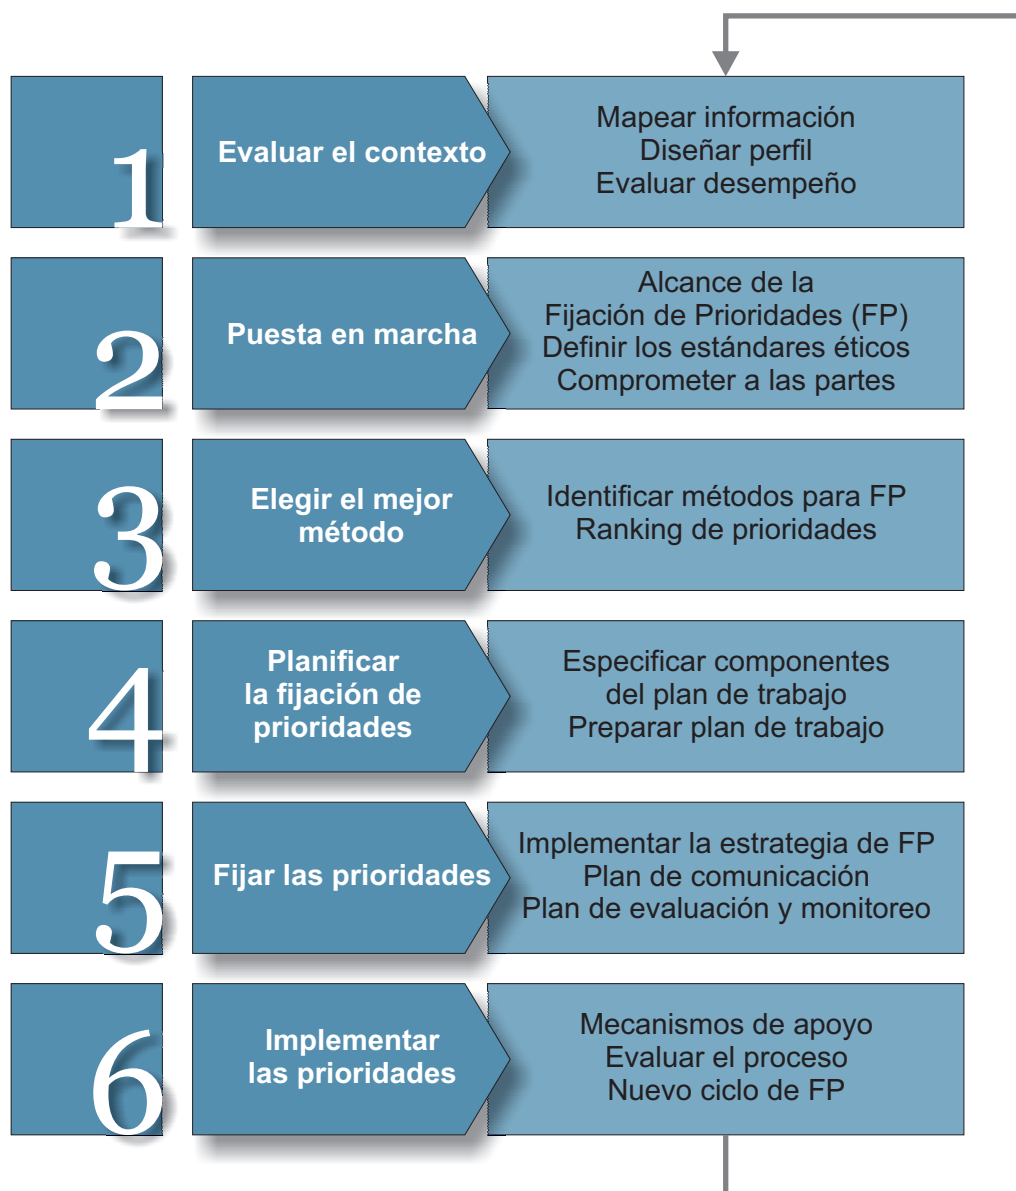 1
Evaluar el contexto
Mapear información
Diseñar perfil
Evaluar desempeño
2
Puesta en marcha
Alcance de la
Fijación de Prioridades (FP)
Definir los estándares éticos
Comprometer a las partes
3
Elegir el mejor
método
Identificar métodos para FP
Ranking de prioridades
4
Planificar
la fijación de
prioridades
Especificar componentes
del plan de trabajo
Preparar plan de trabajo
5
Fijar las prioridades
Implementar la estrategia de FP
Plan de comunicación
Plan de evaluación y monitoreo
6
Implementar
las prioridades
Mecanismos de apoyo
Evaluar el proceso
Nuevo ciclo de FP